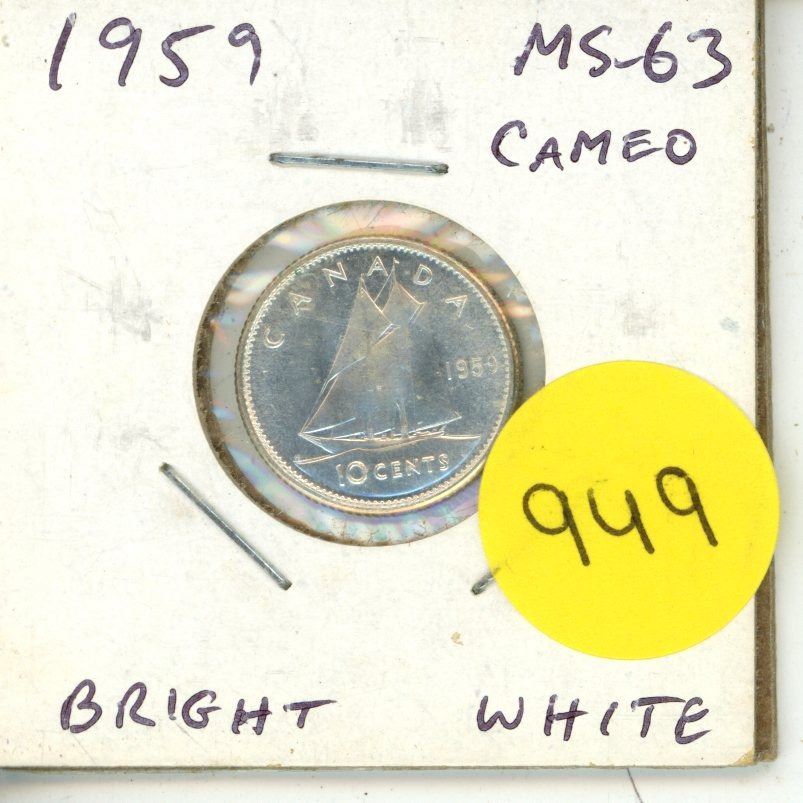 1959 MS-63
CAMEO
CANADA
1959
10 CENTS
949
BRIGHT WHITE